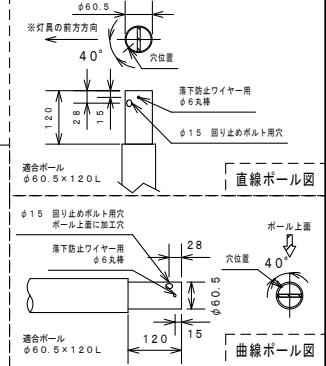 φ60.5
※灯具の前方方向
40°
穴位置
落下防止ワイヤー用
φ6丸棒
120
28
15
φ15 回り止めボルト用穴
適合ポール
φ60.5×120L
直線ポール図
φ15 回り止めボルト用穴
ポール上面に加工穴
落下防止ワイヤー用
φ6丸棒
28
ポール上面
穴位置
40°
φ60.5
15
120
適合ポール
φ60.5×120L
曲線ポール図